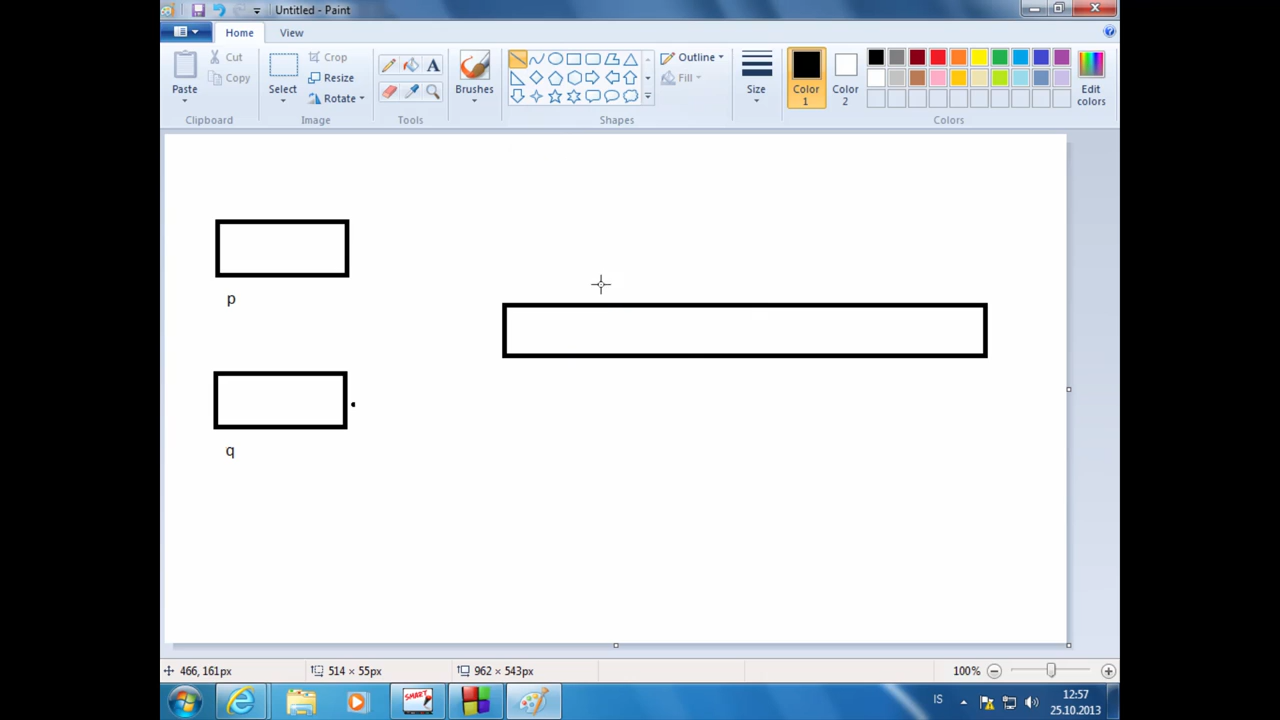 Untitled - Paint
Home
View
Paste
Cut
Copy
Clipboard
Select
Crop
Resize
Rotate
Image
A
Tools
Brushes
Outline
Fill
Shapes
Size
Color 1
Color 2
Edit colors
Colors
p
q
466, 161px
514 × 55px
962 × 543px
100%
SMART
IS
12:57
25.10.2013